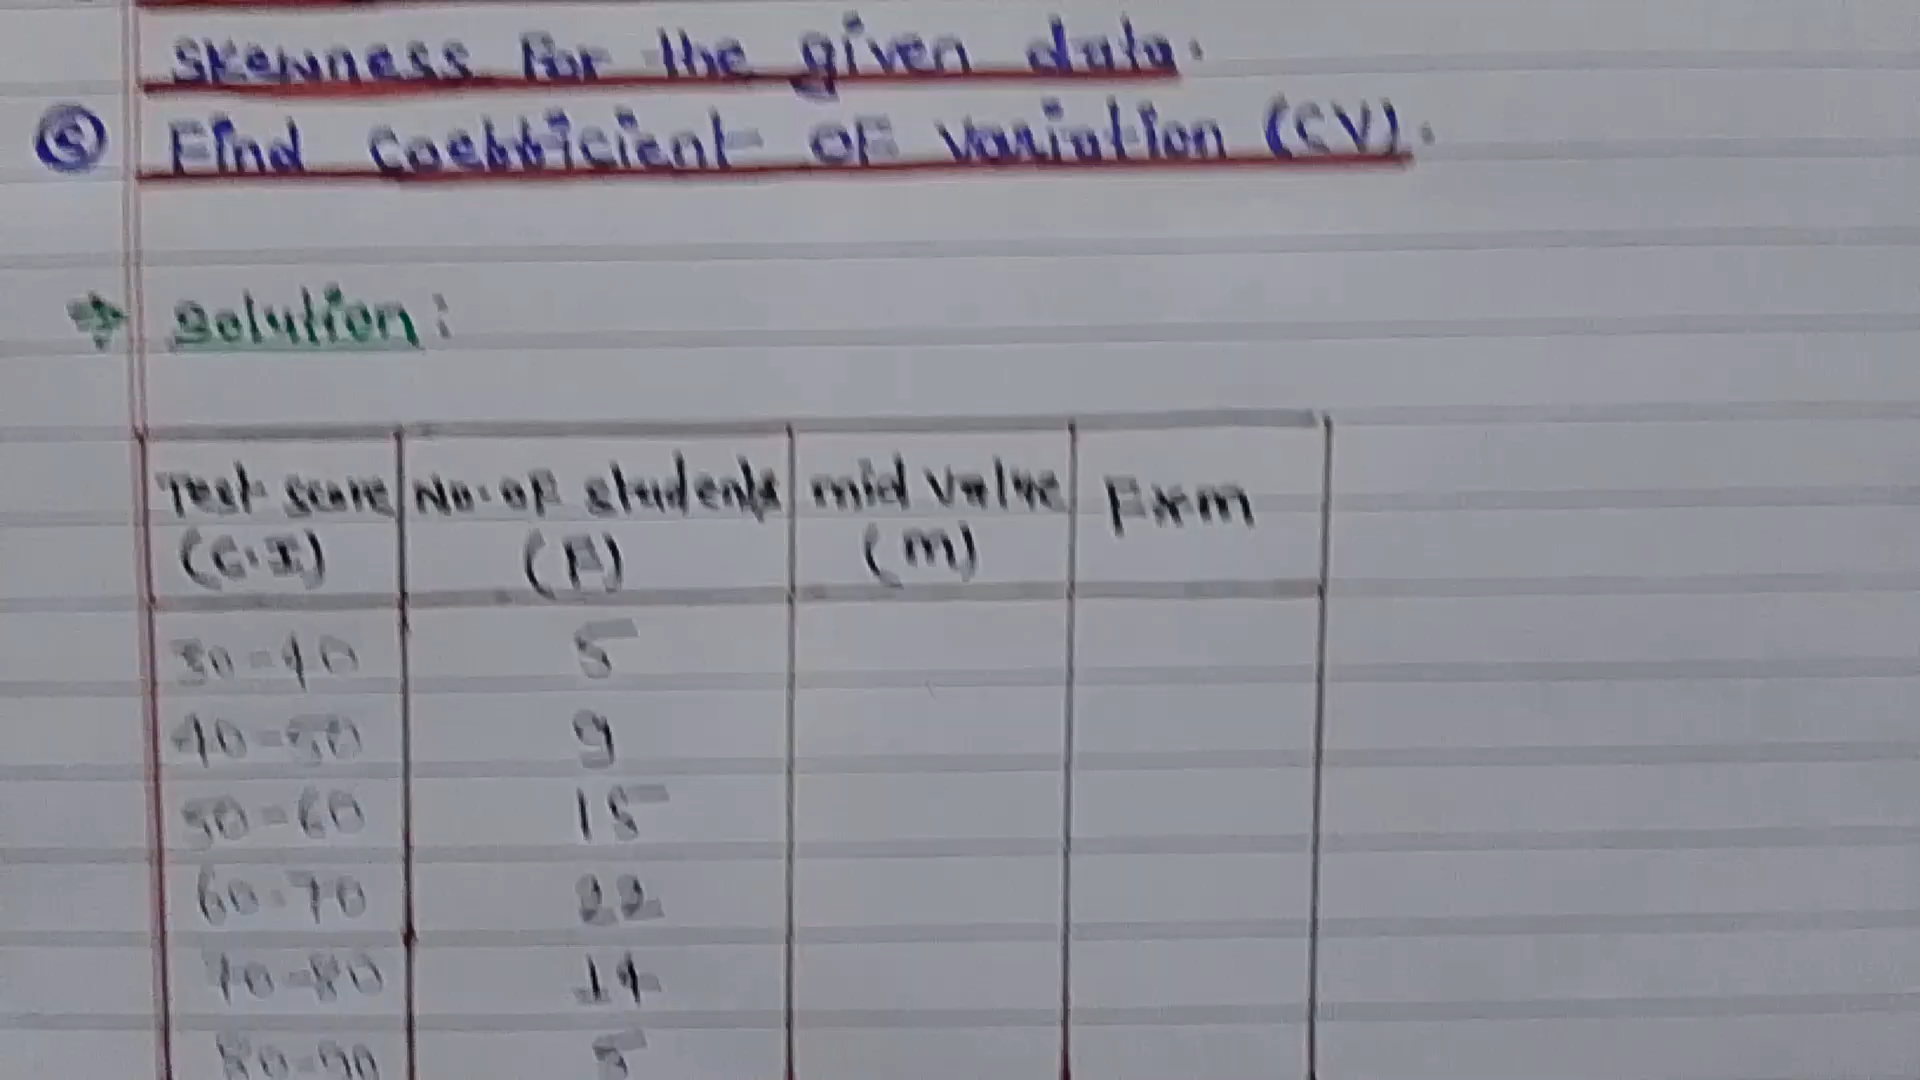 Skewness for the given data.
(5) Find Coefficient OF Variation (CV).
⇒ Solution:
Test score No. of students mid value F×m
(C.I) (F) (m)
30-40 5
40-50 9
50-60 15
60-70 22
70-80 14
80-90 5